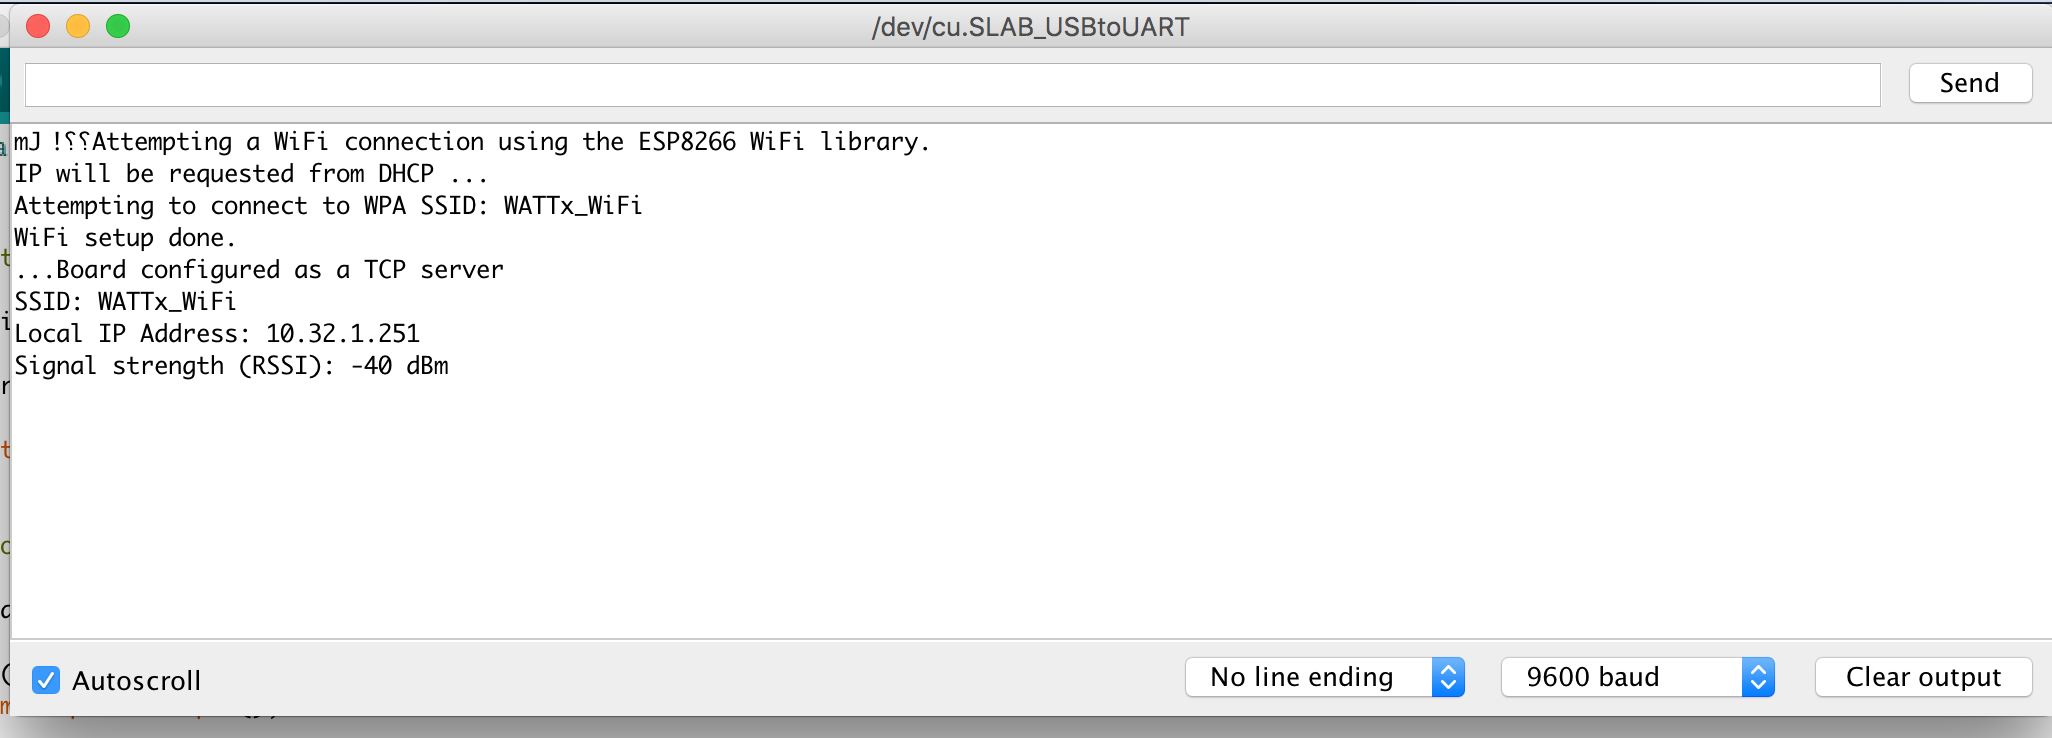 /dev/cu.SLAB_USBtoUART
Send
mJ !⸮⸮Attempting a WiFi connection using the ESP8266 WiFi library.
IP will be requested from DHCP ...
Attempting to connect to WPA SSID: WATTx_WiFi
WiFi setup done.
...Board configured as a TCP server
SSID: WATTx_WiFi
Local IP Address: 10.32.1.251
Signal strength (RSSI): -40 dBm
Autoscroll
No line ending
9600 baud
Clear output